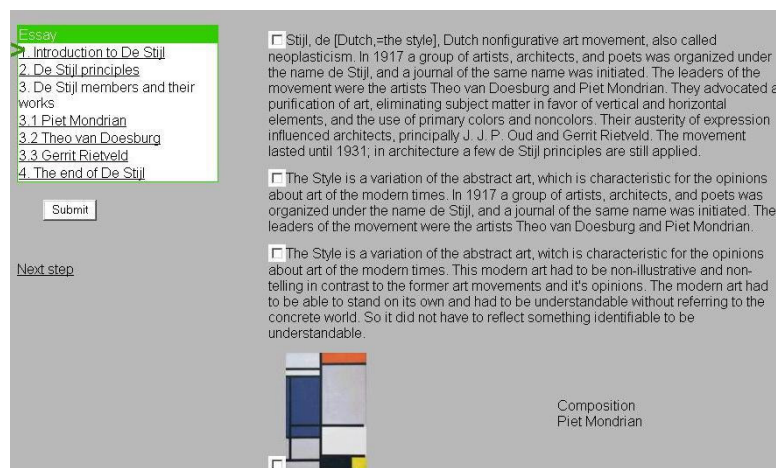 Essay
>
1. Introduction to De Stijl
2. De Stijl principles
3. De Stijl members and their
works
3.1 Piet Mondrian
3.2 Theo van Doesburg
3.3 Gerrit Rietveld
4. The end of De Stijl
Submit
Next step
Stijl, de [Dutch,=the style], Dutch nonfigurative art movement, also called
neoplasticism. In 1917 a group of artists, architects, and poets was organized under
the name de Stijl, and a journal of the same name was initiated. The leaders of the
movement were the artists Theo van Doesburg and Piet Mondrian. They advocated a
purification of art, eliminating subject matter in favor of vertical and horizontal
elements, and the use of primary colors and noncolors. Their austerity of expression
influenced architects, principally J. J. P. Oud and Gerrit Rietveld. The movement
lasted until 1931; in architecture a few de Stijl principles are still applied.
The Style is a variation of the abstract art, which is characteristic for the opinions
about art of the modern times. In 1917 a group of artists, architects, and poets was
organized under the name de Stijl, and a journal of the same name was initiated. The
leaders of the movement were the artists Theo van Doesburg and Piet Mondrian.
The Style is a variation of the abstract art, witch is characteristic for the opinions
about art of the modern times. This modern art had to be non-illustrative and non-
telling in contrast to the former art movements and it's opinions. The modern art had
to be able to stand on its own and had to be understandable without referring to the
concrete world. So it did not have to reflect something identifiable to be
understandable.
Composition
Piet Mondrian